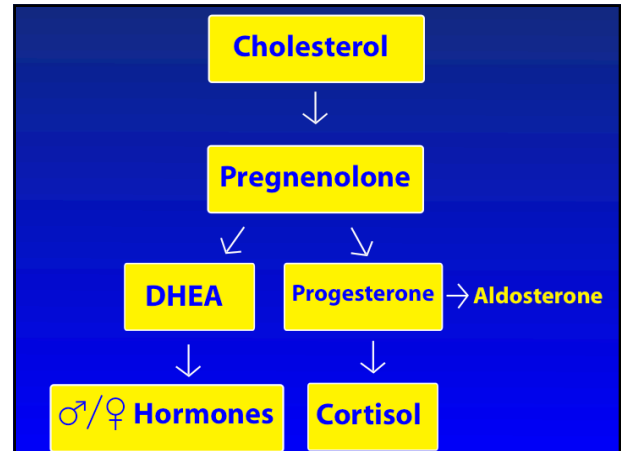 Cholesterol
Pregnenolone
DHEA
Progesterone
Aldosterone
♂/♀ Hormones
Cortisol